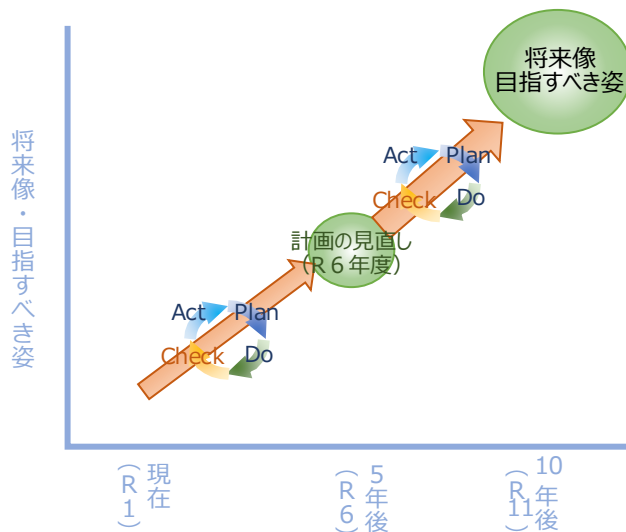 将来像
目指すべき姿
将来像・目指すべき姿
Act
Plan
Check
Do
計画の見直し
(R６年度)
Act
Plan
Check
Do
現在
(R1)
5年後
(R6)
10年後
(R11)